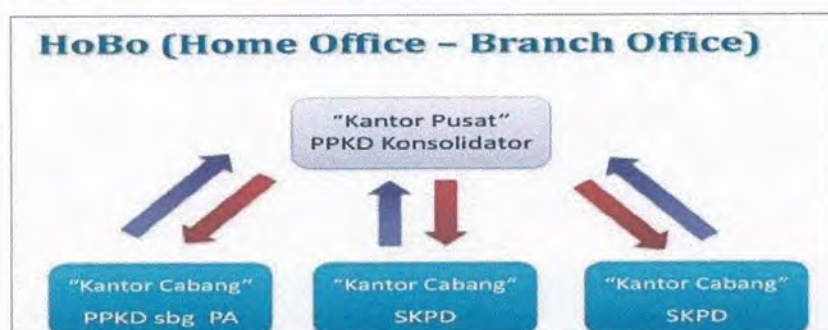 HoBo (Home Office – Branch Office)
"Kantor Pusat"
PPKD Konsolidator
"Kantor Cabang"
PPKD sbg PA
"Kantor Cabang"
SKPD
"Kantor Cabang"
SKPD